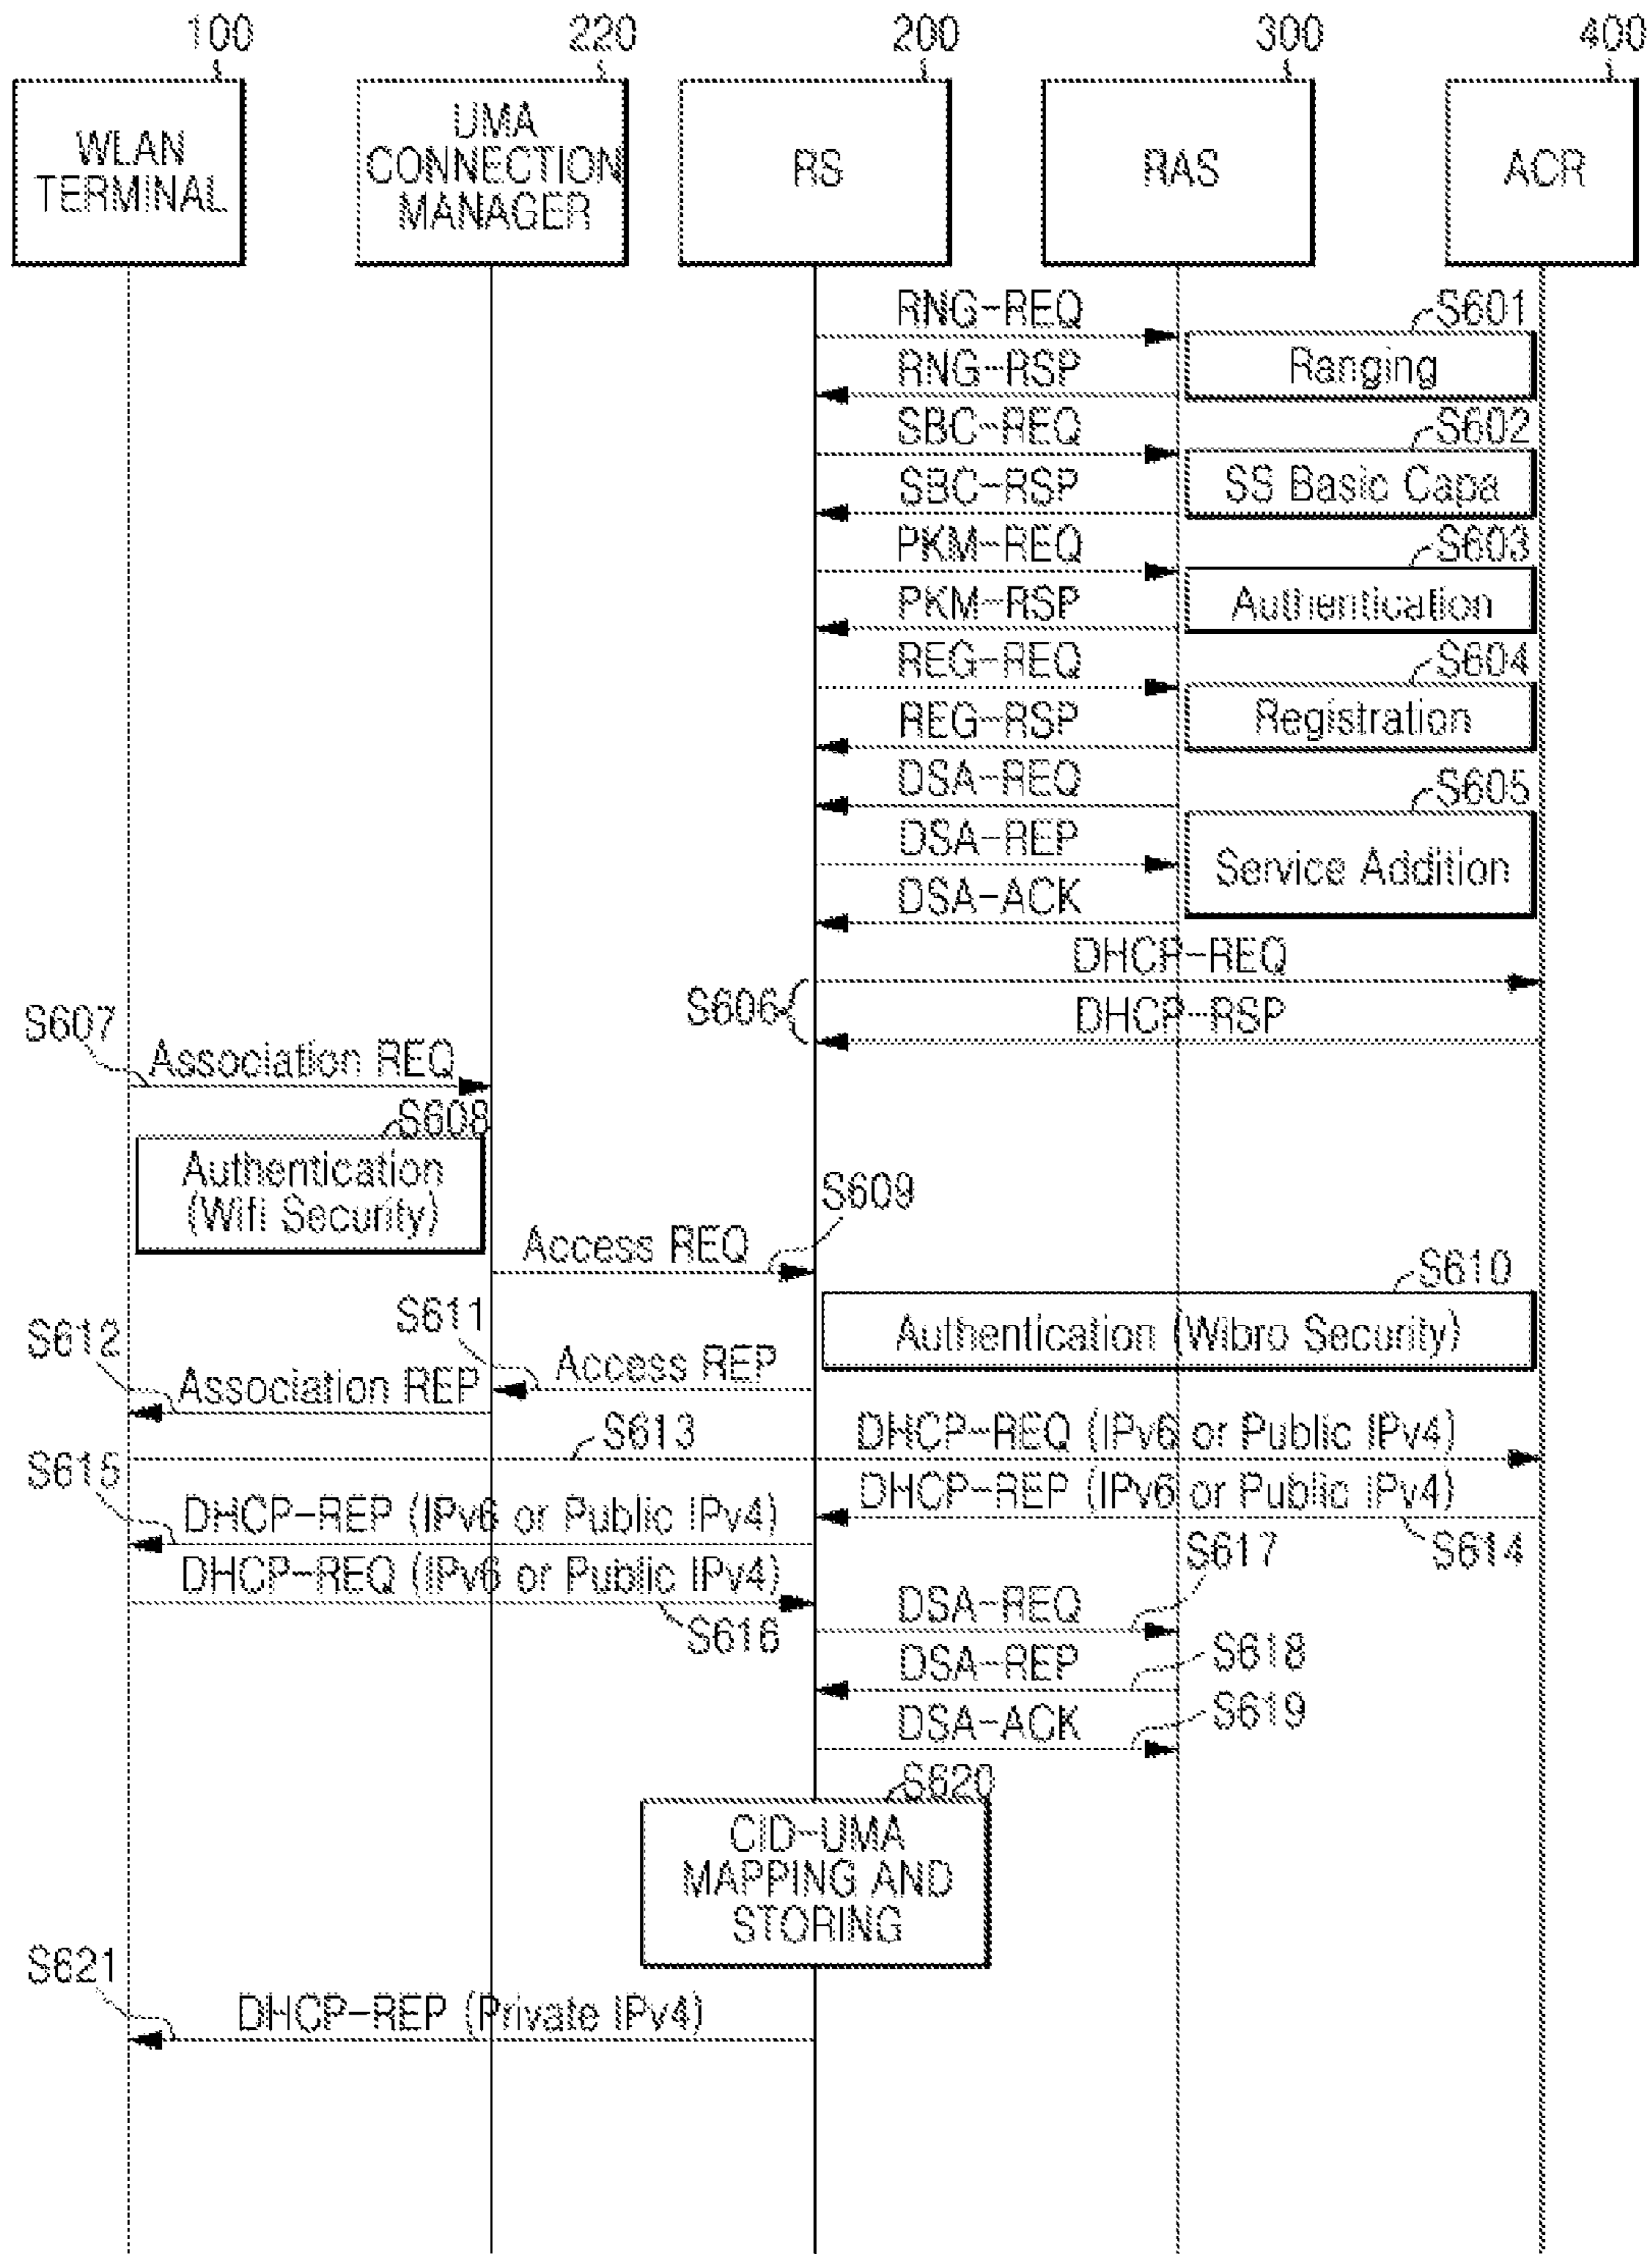 100
220
200
300
400
WLAN
TERMINAL
UMA
CONNECTION
MANAGER
RS
RAS
ACR
RNG-REQ
S601
Ranging
RNG-RSP
SBC-REQ
S602
SS Basic Capa
SBC-RSP
PKM-REQ
S603
Authentication
PKM-RSP
REG-REQ
S604
Registration
REG-RSP
DSA-REQ
S605
DSA-REP
Service Addition
DSA-ACK
DHCP-REQ
S606
DHCP-RSP
S607
Association REQ
S608
Authentication
(Wifi Security)
S609
Access REQ
S610
Authentication (Wibro Security)
S611
Access REP
S612
Association REP
S613
DHCP-REQ (IPv6 or Public IPv4)
S615
DHCP-REP (IPv6 or Public IPv4)
DHCP-REP (IPv6 or Public IPv4)
S614
S617
DHCP-REQ (IPv6 or Public IPv4)
S616
DSA-REQ
S618
DSA-REP
S619
DSA-ACK
S620
CID-UMA
MAPPING AND
STORING
S621
DHCP-REP (Private IPv4)